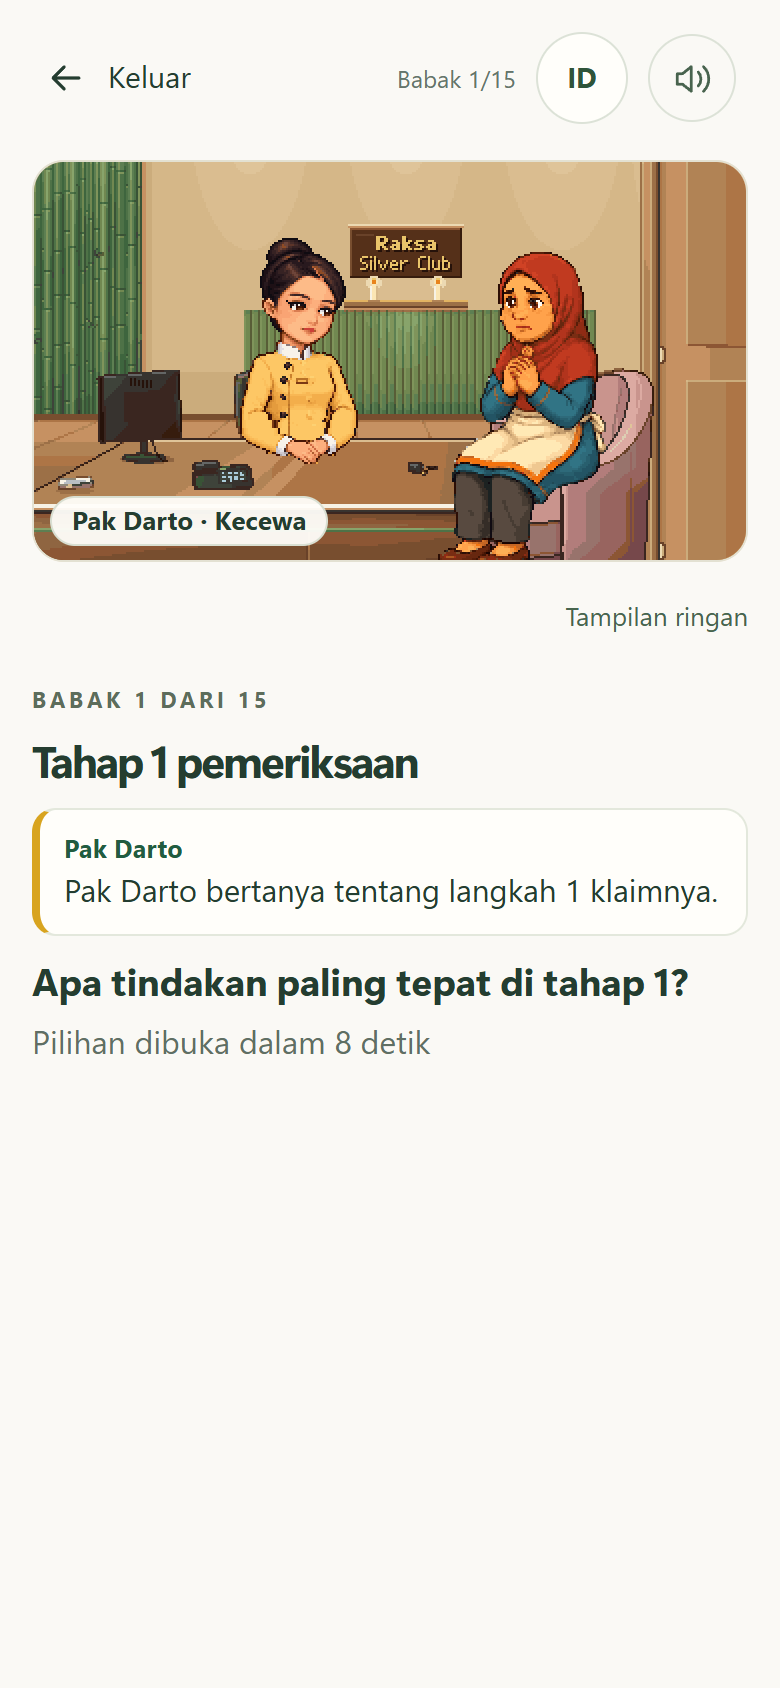 Keluar
Babak 1/15
ID
Raksa
Silver Club
Pak Darto · Kecewa
Tampilan ringan
BABAK 1 DARI 15
Tahap 1 pemeriksaan
Pak Darto
Pak Darto bertanya tentang langkah 1 klaimnya.
Apa tindakan paling tepat di tahap 1?
Pilihan dibuka dalam 8 detik